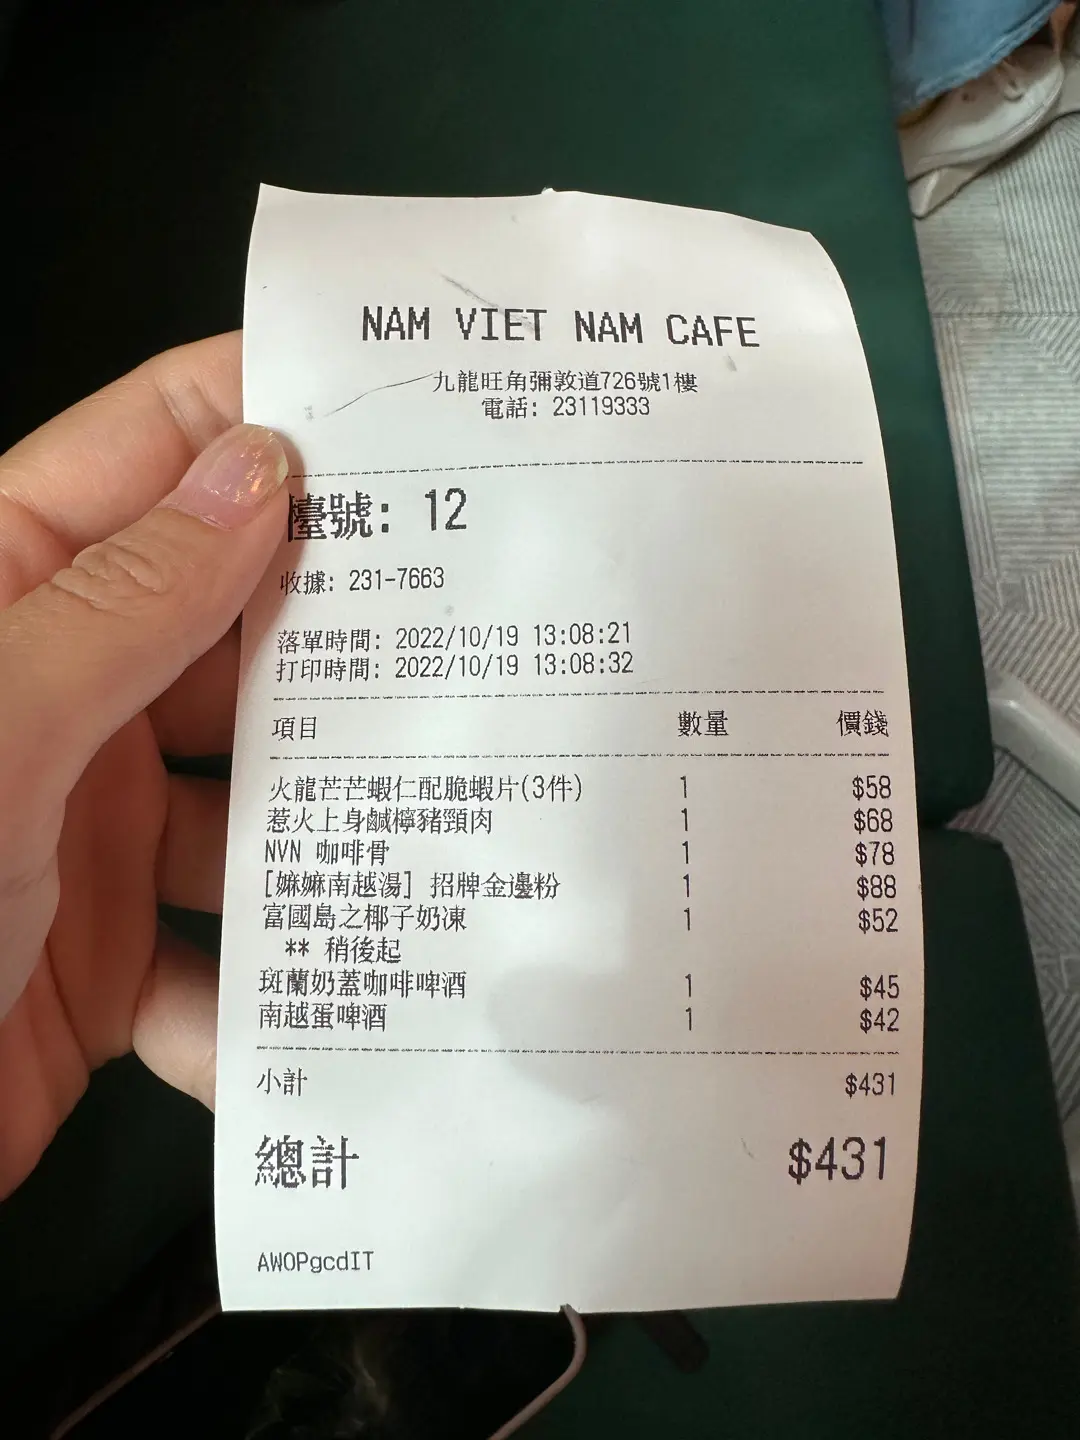 NAM VIET NAM CAFE
九龍旺角彌敦道726號1樓
電話: 23119333
檯號: 12
收據: 231-7663
落單時間: 2022/10/19 13:08:21
打印時間: 2022/10/19 13:08:32
項目 數量 價錢
火龍芒芒蝦仁配脆蝦片(3件) 1 $58
惹火上身鹹檸豬頸肉 1 $68
NVN 咖啡骨 1 $78
[嫲嫲南越湯] 招牌金邊粉 1 $88
富國島之椰子奶凍 1 $52
** 稍後起
斑蘭奶蓋咖啡啤酒 1 $45
南越蛋啤酒 1 $42
小計 $431
總計 $431
AWOPgcdIT